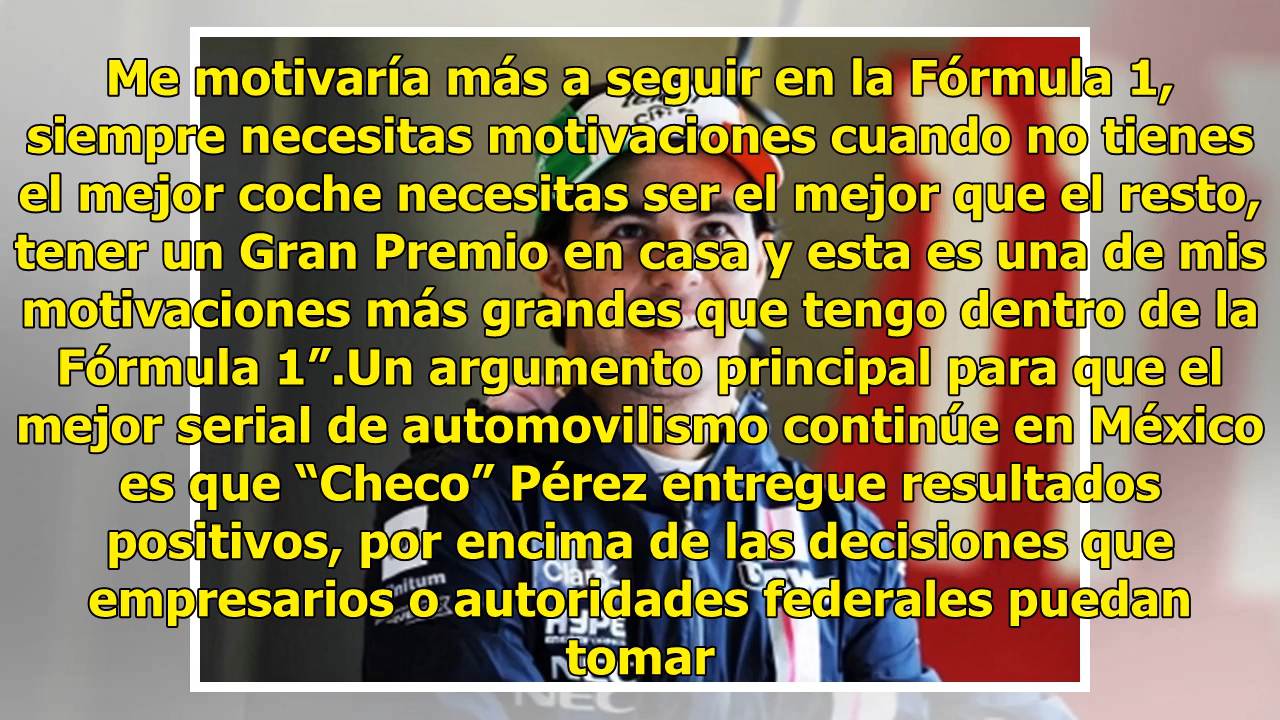 Me motivaría más a seguir en la Fórmula 1,
siempre necesitas motivaciones cuando no tienes
el mejor coche necesitas ser el mejor que el resto,
tener un Gran Premio en casa y esta es una de mis
motivaciones más grandes que tengo dentro de la
Fórmula 1”.Un argumento principal para que el
mejor serial de automovilismo continúe en México
es que “Checo” Pérez entregue resultados
positivos, por encima de las decisiones que
empresarios o autoridades federales puedan
tomar
HYPE
NEC
NEC